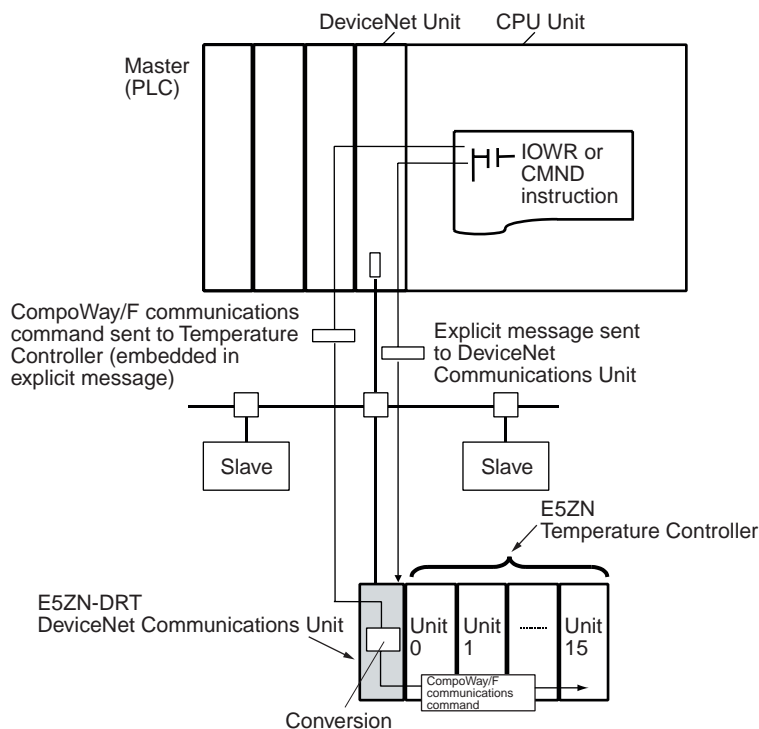 DeviceNet Unit
CPU Unit
Master
(PLC)
IOWR or
CMND
instruction
CompoWay/F communications
command sent to Temperature
Controller (embedded in
explicit message)
Explicit message sent
to DeviceNet
Communications Unit
Slave
Slave
E5ZN
Temperature Controller
E5ZN-DRT
DeviceNet Communications Unit
Unit
0
Unit
1
........
Unit
15
CompoWay/F
communications
command
Conversion